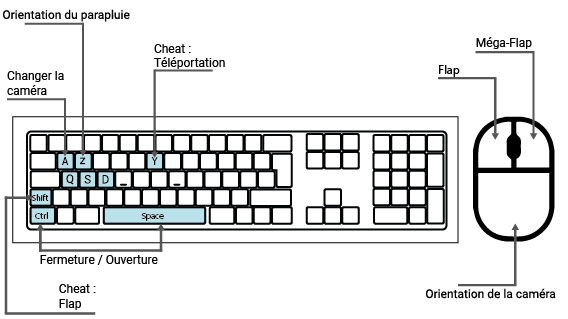 Orientation du parapluie
Cheat :
Téléportation
Méga-Flap
Flap
Changer la
caméra
A Z Y
Q S D
Shift
Ctrl Space
Fermeture / Ouverture
Cheat :
Flap
Orientation de la caméra